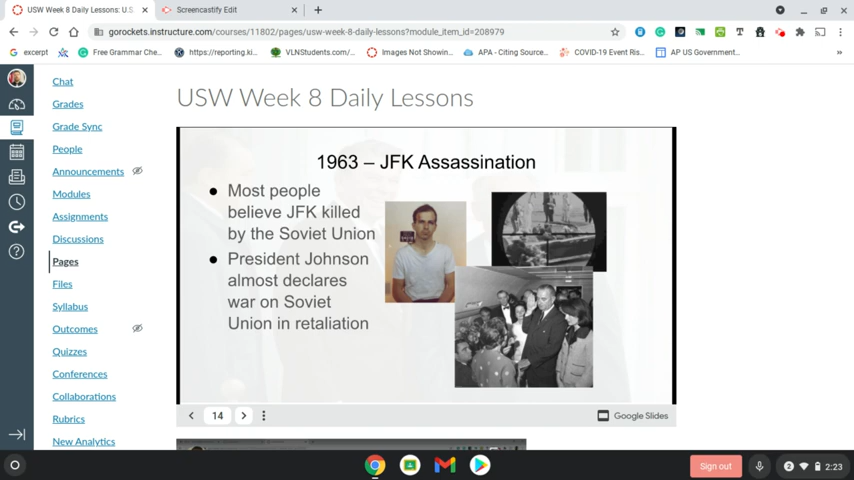 USW Week 8 Daily Lessons: U.S
Screencastify Edit
gorockets.instructure.com/courses/11802/pages/usw-week-8-daily-lessons?module_item_id=208979
excerpt
Free Grammar Che...
https://reporting.ki...
VLNStudents.com/...
Images Not Showin...
APA - Citing Source...
COVID-19 Event Ris...
AP US Government...
»
Chat
Grades
Grade Sync
People
Announcements
Modules
Assignments
Discussions
Pages
Files
Syllabus
Outcomes
Quizzes
Conferences
Collaborations
Rubrics
New Analytics
USW Week 8 Daily Lessons
1963 – JFK Assassination
● Most people
believe JFK killed
by the Soviet Union
● President Johnson
almost declares
war on Soviet
Union in retaliation
14
Google Slides
Sign out
2
2:23